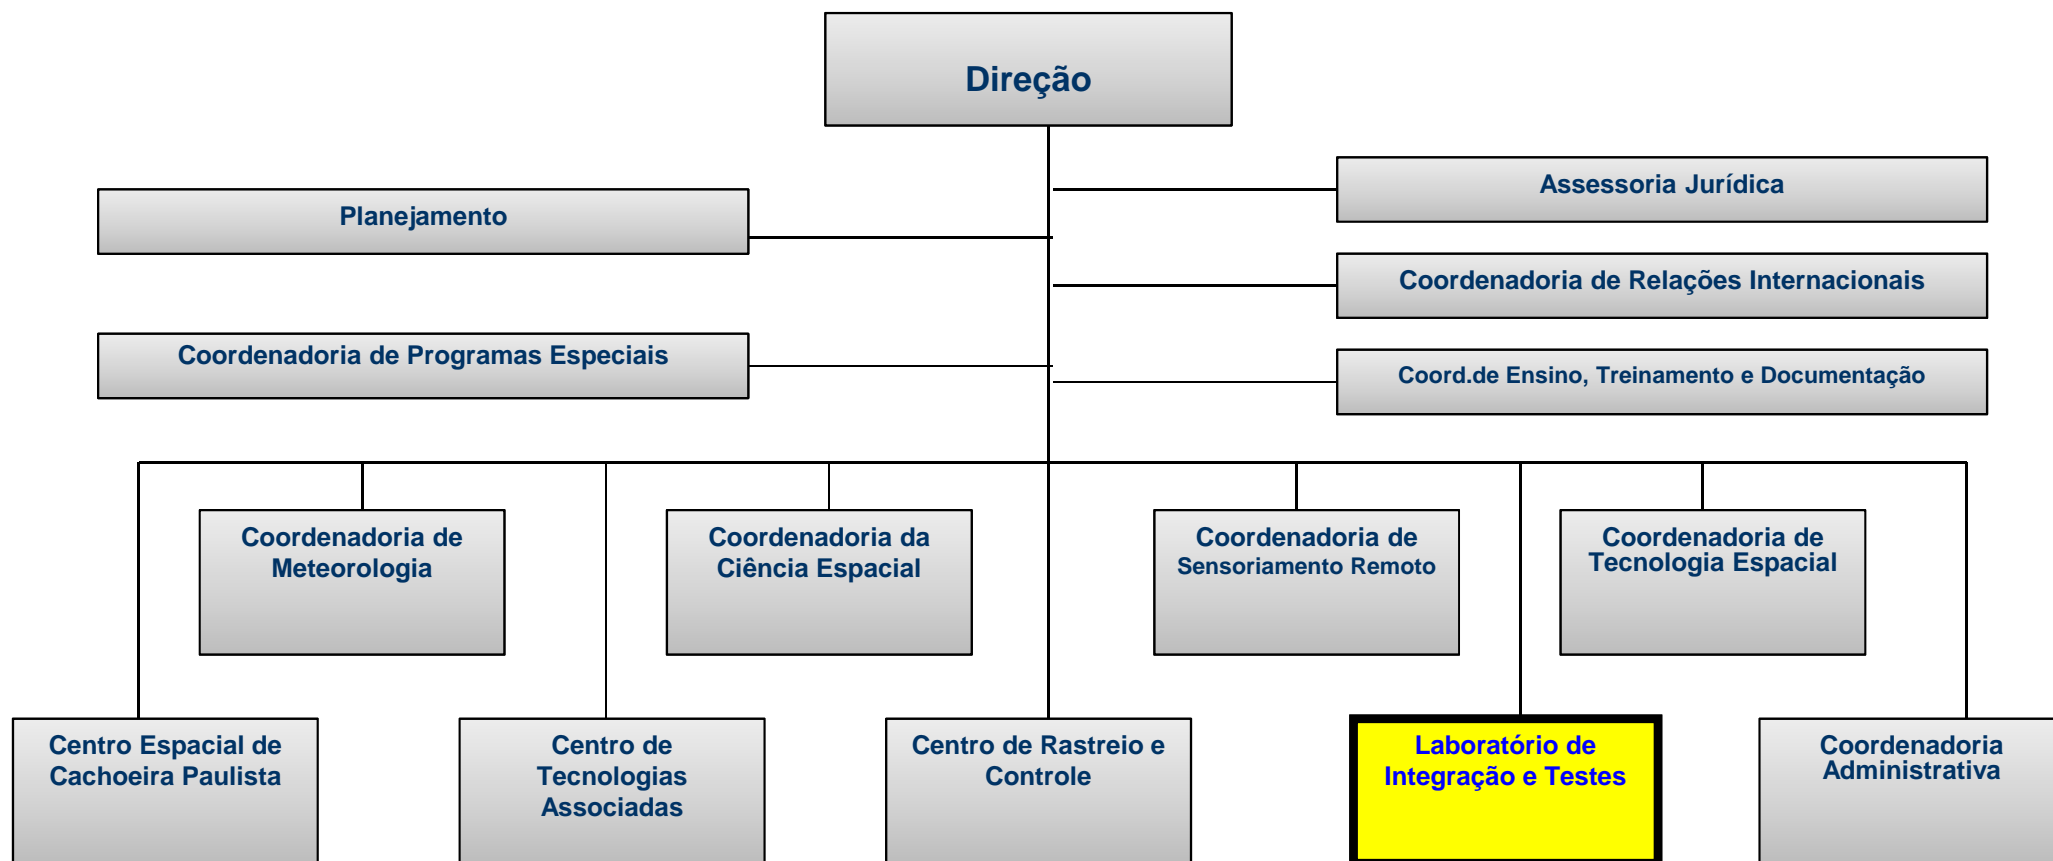 Direção
Assessoria Jurídica
Planejamento
Coordenadoria de Relações Internacionais
Coordenadoria de Programas Especiais
Coord.de Ensino, Treinamento e Documentação
Coordenadoria de
Meteorologia
Coordenadoria da
Ciência Espacial
Coordenadoria de
Sensoriamento Remoto
Coordenadoria de
Tecnologia Espacial
Centro Espacial de
Cachoeira Paulista
Centro de
Tecnologias
Associadas
Centro de Rastreio e
Controle
Laboratório de
Integração e Testes
Coordenadoria
Administrativa